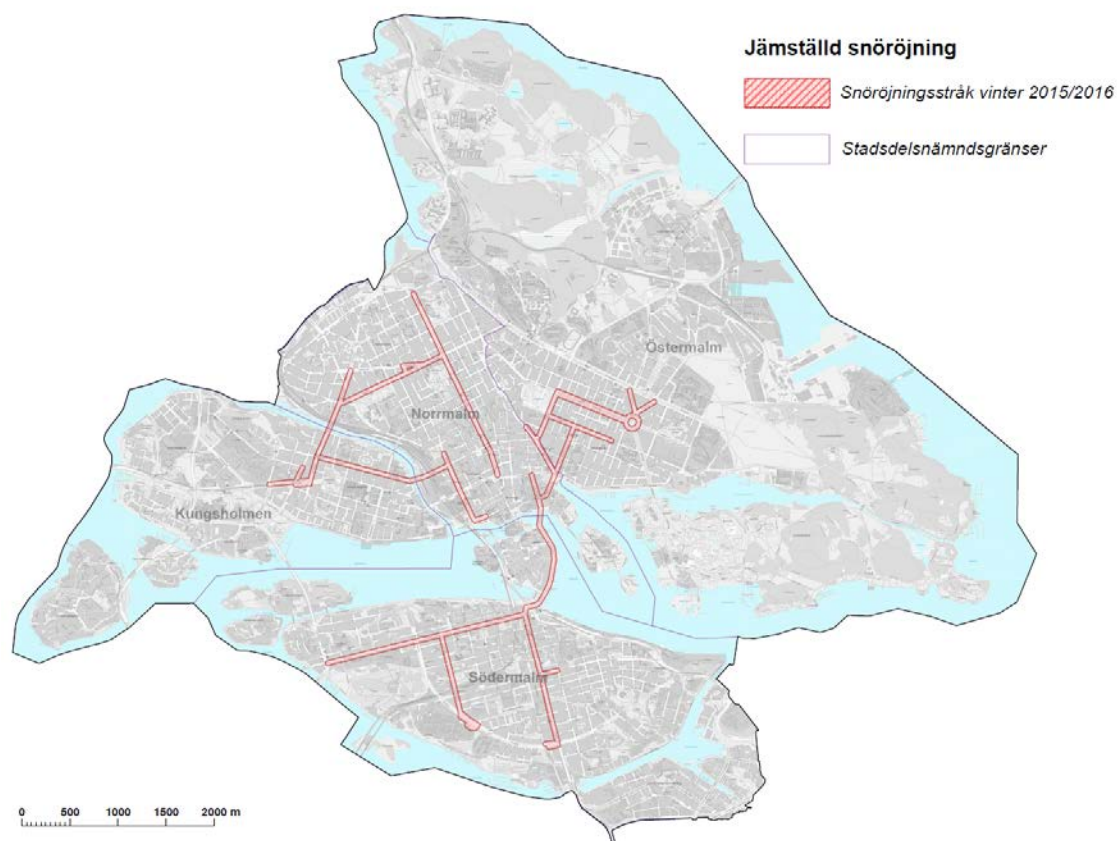 Jämställd snöröjning
Snöröjningsstråk vinter 2015/2016
Stadsdelsnämndsgränser
Östermalm
Norrmalm
Kungsholmen
Södermalm
0 500 1000 1500 2000 m